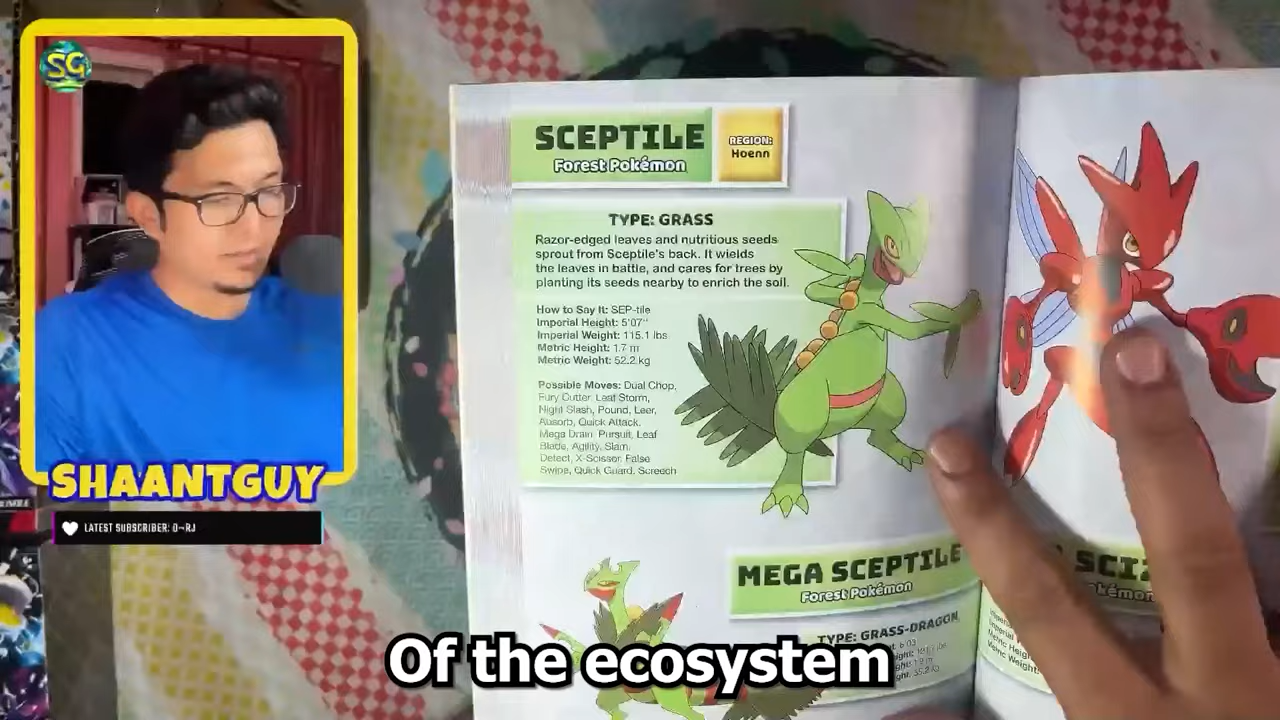 SG
SHAANTGUY
LATEST SUBSCRIBER: D-RJ
SCEPTILE
Forest Pokémon
REGION:
Hoenn
TYPE: GRASS
Razor-edged leaves and nutritious seeds
sprout from Sceptile's back. It wields
the leaves in battle, and cares for trees by
planting its seeds nearby to enrich the soil.
How to Say It: SEP-tile
Imperial Height: 5'07"
Imperial Weight: 115.1 lbs
Metric Height: 1.7 m
Metric Weight: 52.2 kg
Possible Moves: Dual Chop,
Fury Cutter, Leaf Storm,
Night Slash, Pound, Leer,
Absorb, Quick Attack,
Mega Drain, Pursuit, Leaf
Blade, Agility, Slam,
Detect, X-Scissor, False
Swipe, Quick Guard, Screech
MEGA SCEPTILE
Forest Pokémon
TYPE: GRASS-DRAGON
Of the ecosystem